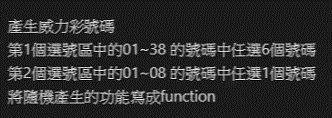 產生威力彩號碼
第1個選號區中的01~38 的號碼中任選6個號碼
第2個選號區中的01~08 的號碼中任選1個號碼
將隨機產生的功能寫成function